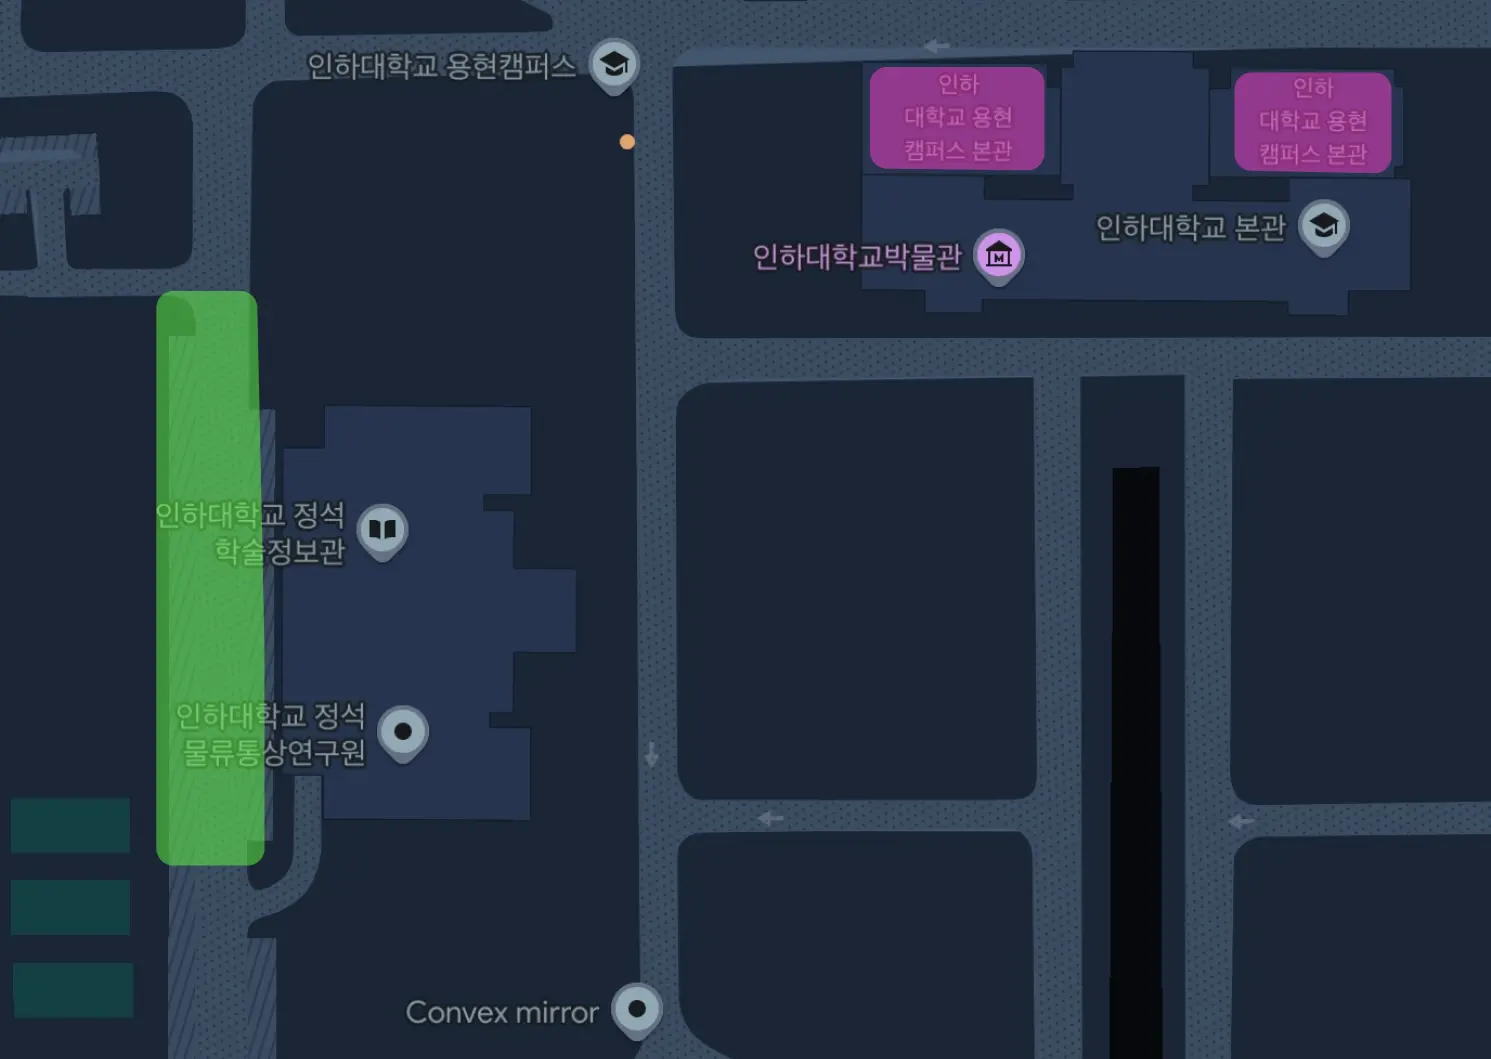 인하대학교 용현캠퍼스
인하
대학교 용현
캠퍼스 본관
인하
대학교 용현
캠퍼스 본관
인하대학교 본관
인하대학교박물관
인하대학교 정석
학술정보관
인하대학교 정석
물류통상연구원
Convex mirror